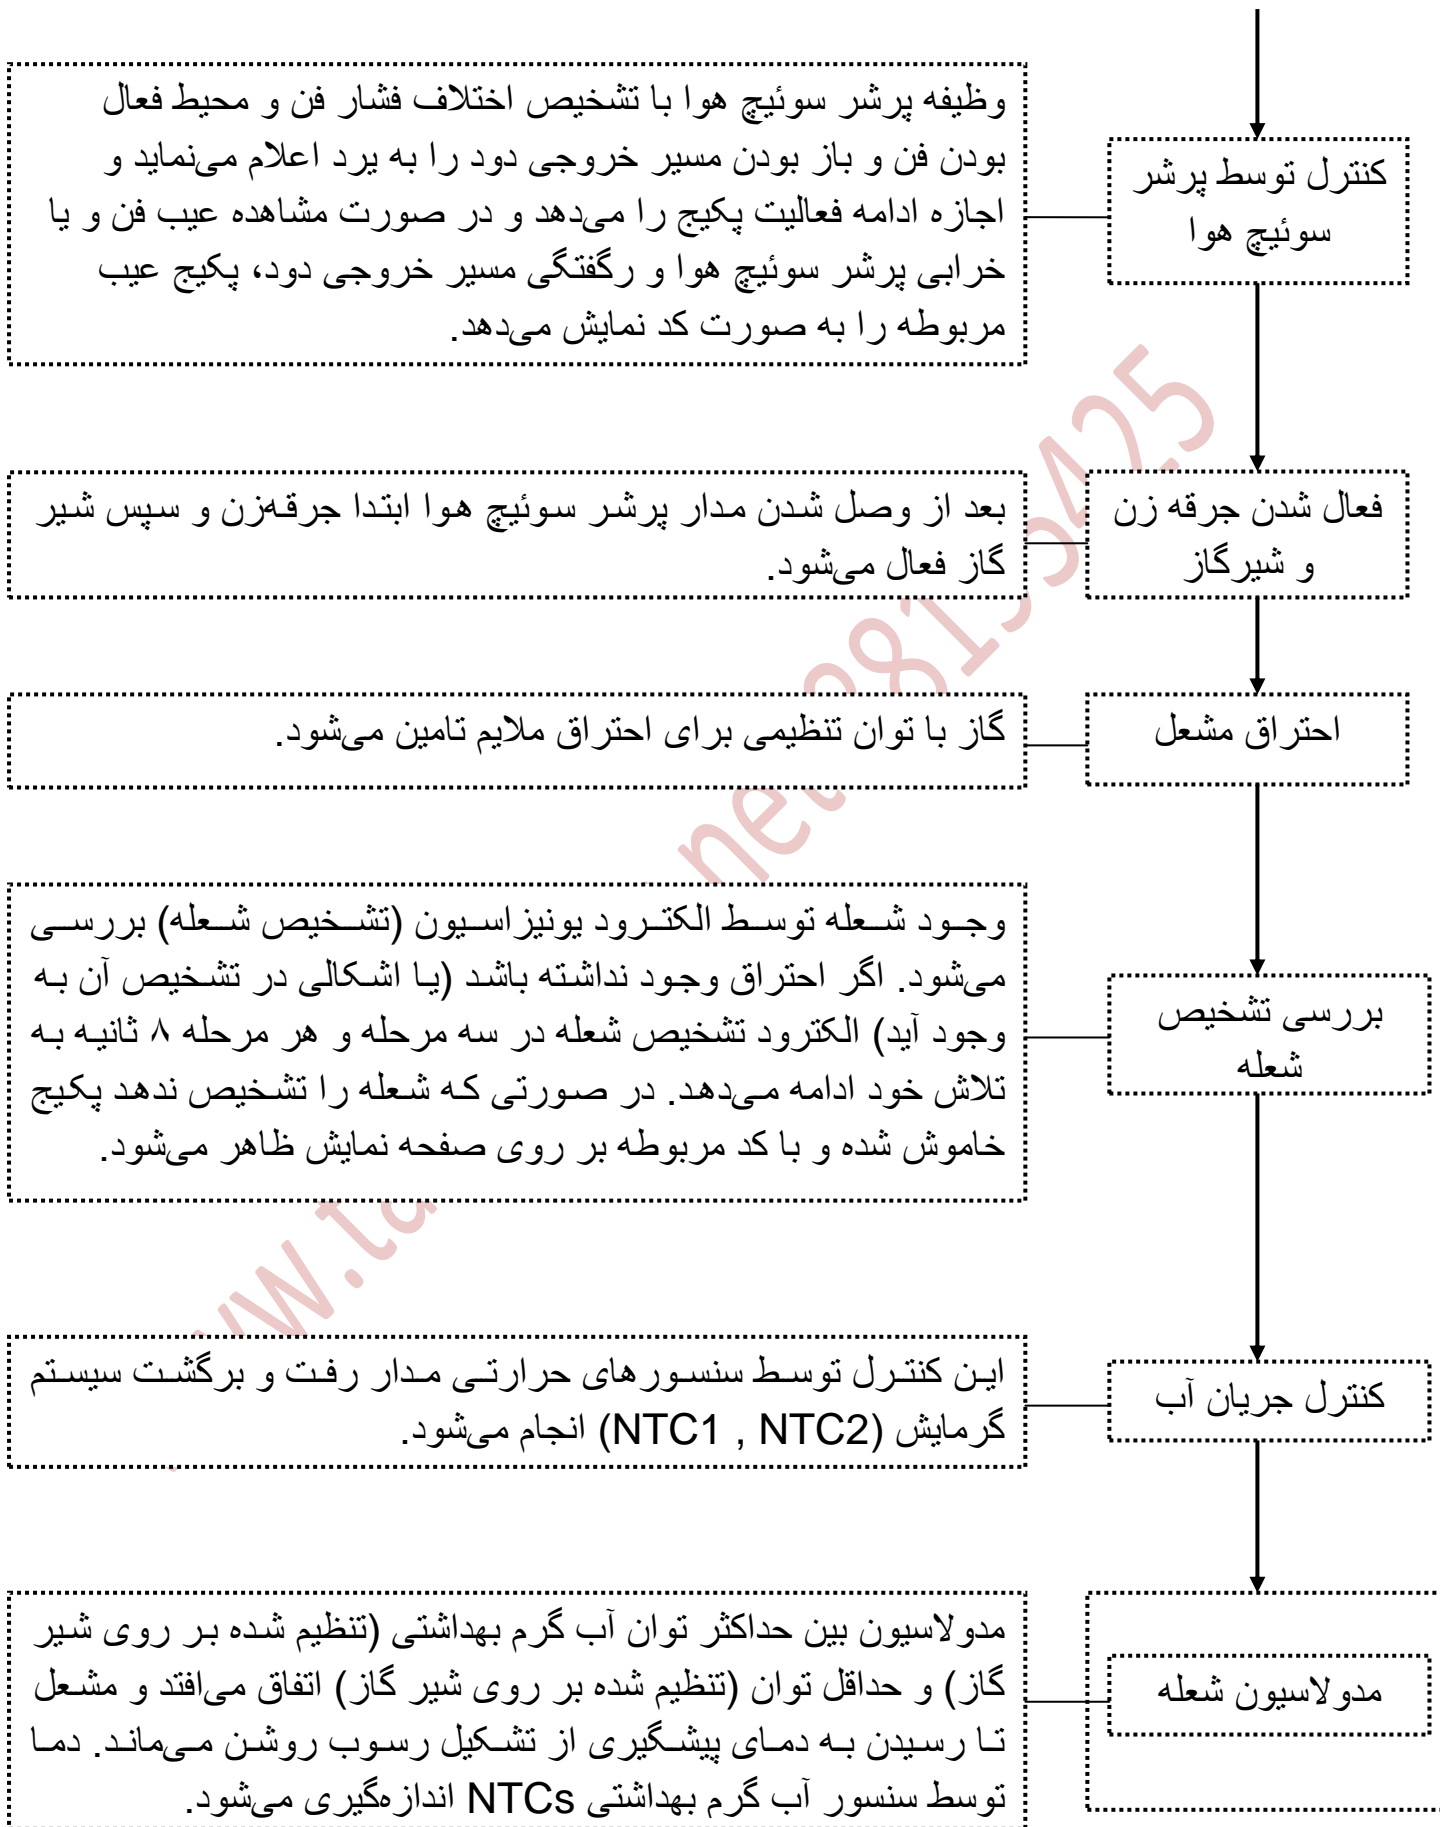 کنترل توسط پرشر
سوئیچ هوا
وظیفه پرشر سوئیچ هوا با تشخیص اختلاف فشار فن و محیط فعال
بودن فن و باز بودن مسیر خروجی دود را به یرد اعلام می‌نماید و
اجازه ادامه فعالیت پکیج را می‌دهد و در صورت مشاهده عیب فن و یا
خرابی پرشر سوئیچ هوا و رگفتگی مسیر خروجی دود، پکیج عیب
مربوطه را به صورت کد نمایش می‌دهد.
فعال شدن جرقه زن
و شیرگاز
بعد از وصل شدن مدار پرشر سوئیچ هوا ابتدا جرقه‌زن و سپس شیر
گاز فعال می‌شود.
احتراق مشعل
گاز با توان تنظیمی برای احتراق ملایم تامین می‌شود.
بررسی تشخیص
شعله
وجود شعله توسط الکترود یونیزاسیون (تشخیص شعله) بررسی
می‌شود. اگر احتراق وجود نداشته باشد (یا اشکالی در تشخیص آن به
وجود آید) الکترود تشخیص شعله در سه مرحله و هر مرحله ۸ ثانیه به
تلاش خود ادامه می‌دهد. در صورتی که شعله را تشخیص ندهد پکیج
خاموش شده و با کد مربوطه بر روی صفحه نمایش ظاهر می‌شود.
کنترل جریان آب
این کنترل توسط سنسورهای حرارتی مدار رفت و برگشت سیستم
گرمایش (NTC1 , NTC2) انجام می‌شود.
مدولاسیون شعله
مدولاسیون بین حداکثر توان آب گرم بهداشتی (تنظیم شده بر روی شیر
گاز) و حداقل توان (تنظیم شده بر روی شیر گاز) اتفاق می‌افتد و مشعل
تا رسیدن به دمای پیشگیری از تشکیل رسوب روشن می‌ماند. دما
توسط سنسور آب گرم بهداشتی NTCs اندازه‌گیری می‌شود.